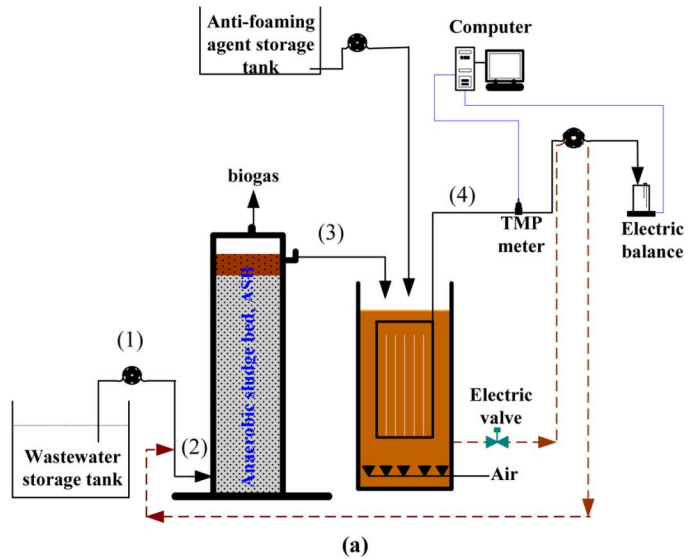 Anti-foaming
agent storage
tank
Computer
biogas
(3)
(4)
TMP
meter
Electric
balance
(1)
Anaerobic sludge bed, ASB
Electric
valve
(2)
Wastewater
storage tank
Air
(a)